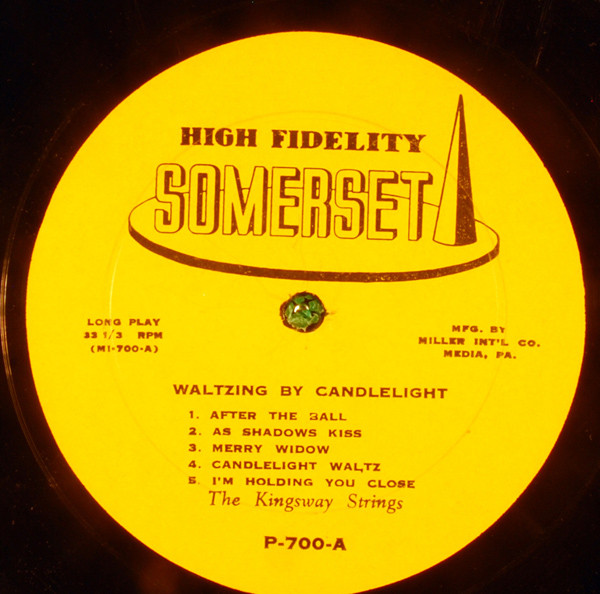 HIGH FIDELITY
SOMERSET
LONG PLAY
33 1/3 RPM
(MI-700-A)
MFG. BY
MILLER INT'L CO.
MEDIA, PA.
WALTZING BY CANDLELIGHT
1. AFTER THE BALL
2. AS SHADOWS KISS
3. MERRY WIDOW
4. CANDLELIGHT WALTZ
5. I'M HOLDING YOU CLOSE
The Kingsway Strings
P-700-A